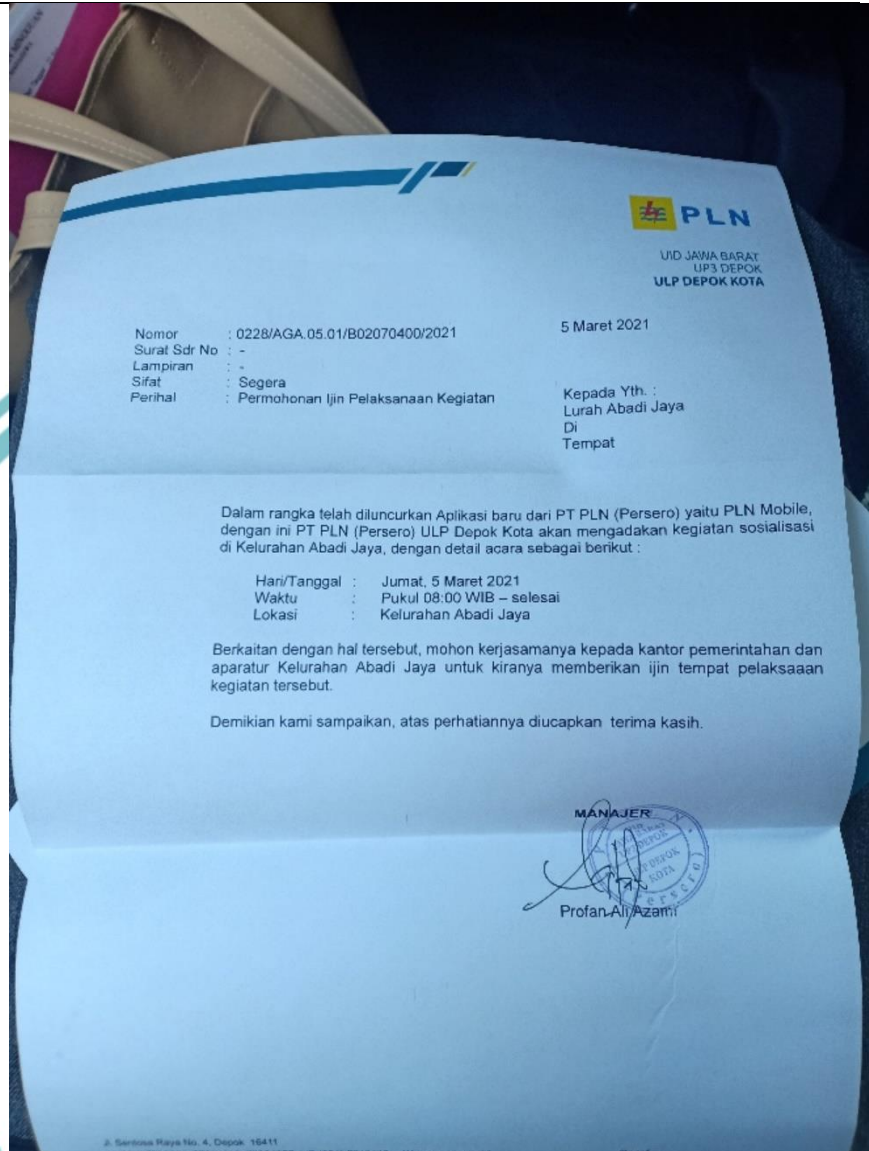 PLN
UID JAWA BARAT
UP3 DEPOK
ULP DEPOK KOTA
5 Maret 2021
Nomor : 0228/AGA.05.01/B02070400/2021
Surat Sdr No : -
Lampiran : -
Sifat : Segera
Perihal : Permohonan Ijin Pelaksanaan Kegiatan
Kepada Yth. :
Lurah Abadi Jaya
Di
Tempat
Dalam rangka telah diluncurkan Aplikasi baru dari PT PLN (Persero) yaitu PLN Mobile,
dengan ini PT PLN (Persero) ULP Depok Kota akan mengadakan kegiatan sosialisasi
di Kelurahan Abadi Jaya, dengan detail acara sebagai berikut :
Hari/Tanggal : Jumat, 5 Maret 2021
Waktu : Pukul 08:00 WIB – selesai
Lokasi : Kelurahan Abadi Jaya
Berkaitan dengan hal tersebut, mohon kerjasamanya kepada kantor pemerintahan dan
aparatur Kelurahan Abadi Jaya untuk kiranya memberikan ijin tempat pelaksaaan
kegiatan tersebut.
Demikian kami sampaikan, atas perhatiannya diucapkan terima kasih.
MANAJER
UP3 DEPOK
DEPOK
KOTA
Profan Ali Azami
Jl. Sentosa Raya No. 4, Depok 16411